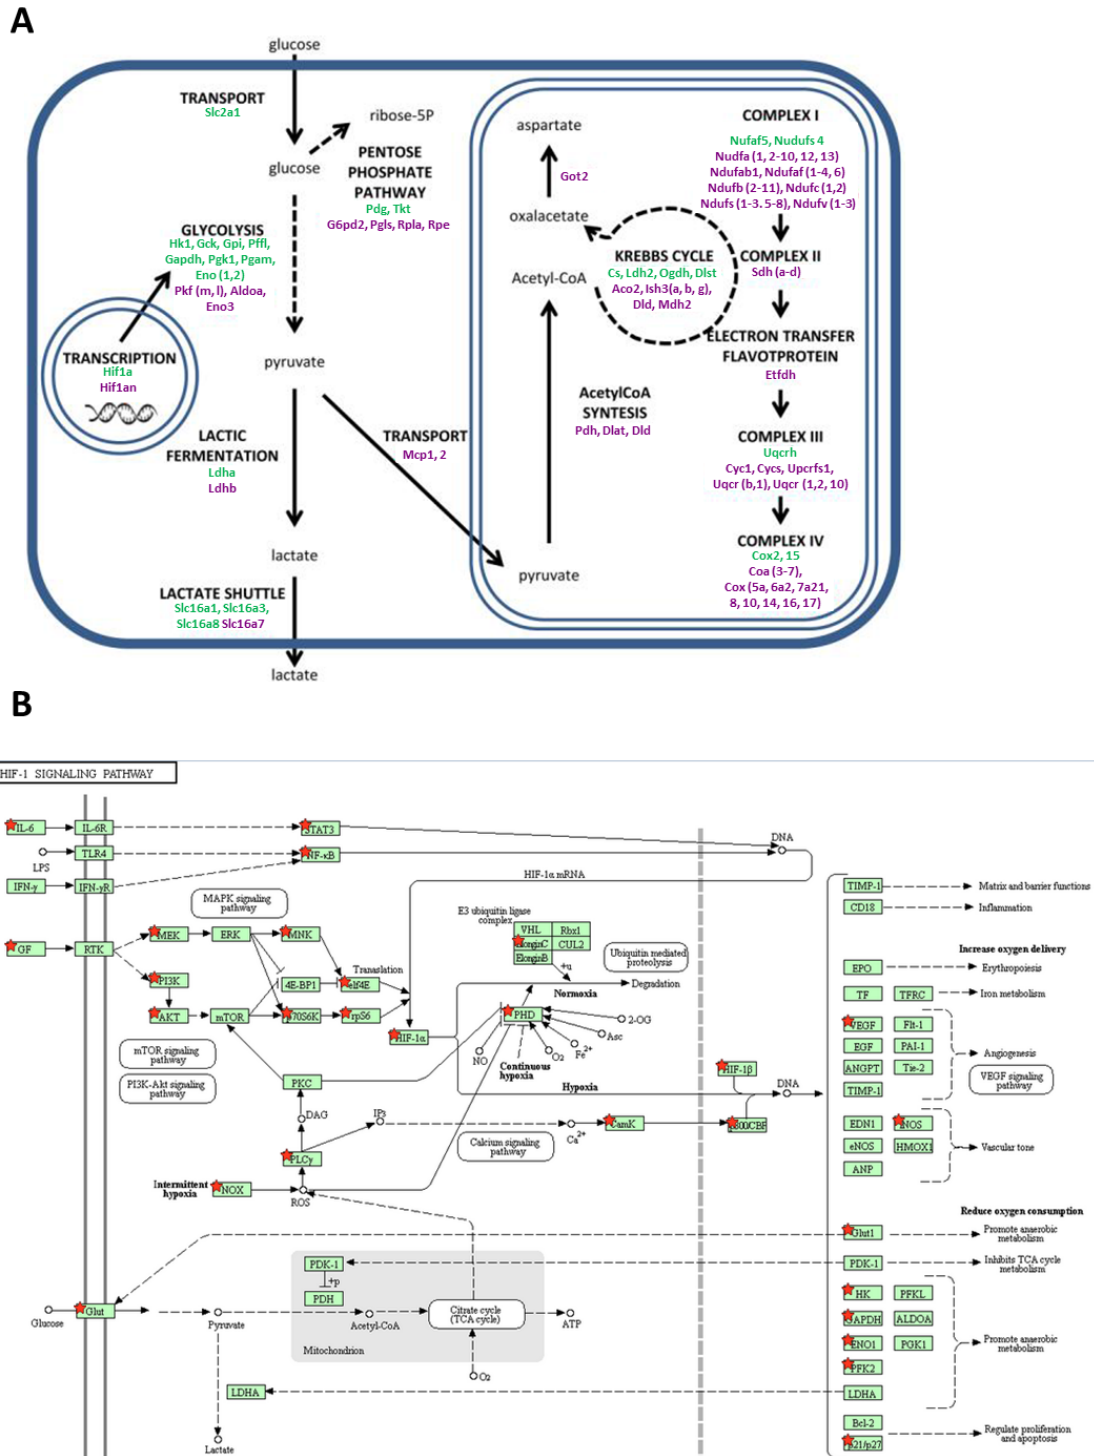 A
glucose
TRANSPORT
Slc2a1
ribose-5P
glucose
PENTOSE
PHOSPHATE
PATHWAY
Pdg, Tkt
G6pd2, Pgls, Rpla, Rpe
GLYCOLYSIS
Hk1, Gck, Gpi, Pffl,
Gapdh, Pgk1, Pgam,
Eno (1,2)
Pkf (m, l), Aldoa,
Eno3
TRANSCRIPTION
Hif1a
Hif1an
pyruvate
LACTIC
FERMENTATION
Ldha
Ldhb
TRANSPORT
Mcp1, 2
lactate
LACTATE SHUTTLE
Slc16a1, Slc16a3,
Slc16a8 Slc16a7
lactate
aspartate
Got2
oxalacetate
Acetyl-CoA
KREBBS CYCLE
Cs, Ldh2, Ogdh, Dlst
Aco2, Ish3(a, b, g),
Dld, Mdh2
AcetylCoA
SYNTESIS
Pdh, Dlat, Dld
pyruvate
COMPLEX I
Nufaf5, Nudufs 4
Nudfa (1, 2-10, 12, 13)
Ndufab1, Ndufaf (1-4, 6)
Ndufb (2-11), Ndufc (1,2)
Ndufs (1-3. 5-8), Ndufv (1-3)
COMPLEX II
Sdh (a-d)
ELECTRON TRANSFER
FLAVOTPROTEIN
Etfdh
COMPLEX III
Uqcrh
Cyc1, Cycs, Upcrfs1,
Uqcr (b,1), Uqcr (1,2, 10)
COMPLEX IV
Cox2, 15
Coa (3-7),
Cox (5a, 6a2, 7a21,
8, 10, 14, 16, 17)
B
HIF-1 SIGNALING PATHWAY
IL-6
IL-6R
STAT3
DNA
LPS
TLR4
NF-κB
IFN-γ
IFN-γR
HIF-1α mRNA
MAPK signaling
pathway
GF
RTK
MEK
ERK
MNK
PI3K
4E-BP1
Translation
eIf4E
AKT
mTOR
p70S6K
rpS6
HIF-1α
E3 ubiquitin ligase
complex
VHL
Rbx1
ElonginC
CUL2
ElonginB
+u
Ubiquitin mediated
proteolysis
Normoxia
Degradation
PHD
2-OG
Asc
Fe2+
O2
NO
Continuous
hypoxia
Hypoxia
mTOR signaling
pathway
PI3K-Akt signaling
pathway
PKC
DAG
IP3
Calcium signaling
pathway
Ca2+
CamK
HIF-1β
p300CBP
DNA
PLCγ
Intermittent
hypoxia
NOX
ROS
TIMP-1
Matrix and barrier functions
CD18
Inflammation
Increase oxygen delivery
EPO
Erythropoiesis
TF
TFRC
Iron metabolism
VEGF
Flt-1
EGF
PAI-1
Angiogenesis
ANGPT
Tie-2
VEGF signaling
pathway
TIMP-1
EDN1
iNOS
eNOS
HMOX1
Vascular tone
ANP
Reduce oxygen consumption
Glut1
Promote anaerobic
metabolism
PDK-1
Inhibits TCA cycle
metabolism
HK
PFKL
GAPDH
ALDOA
ENO1
PGK1
Promote anaerobic
metabolism
PFK2
LDHA
Bcl-2
p21/p27
Regulate proliferation
and apoptosis
PDK-1
+p
PDH
Glucose
Glut
Pyruvate
Acetyl-CoA
Citrate cycle
(TCA cycle)
ATP
Mitochondrion
O2
LDHA
Lactate